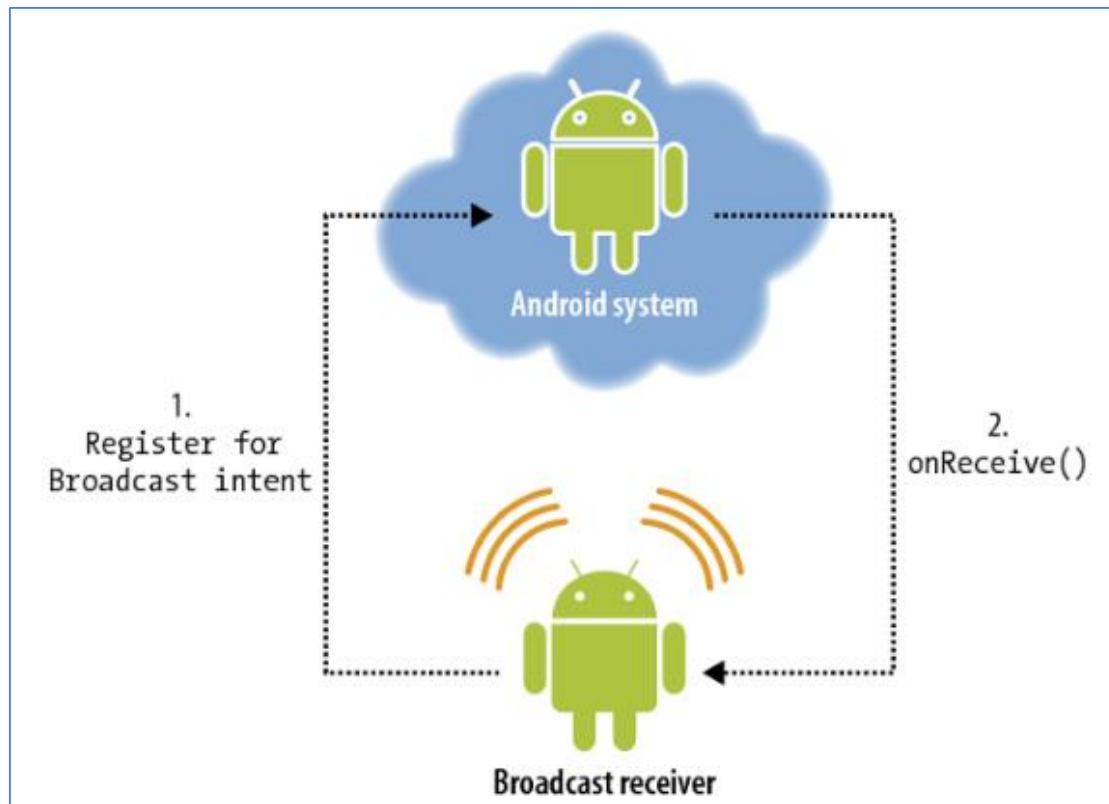 Android system
1.
Register for
Broadcast intent
2.
onReceive()
Broadcast receiver